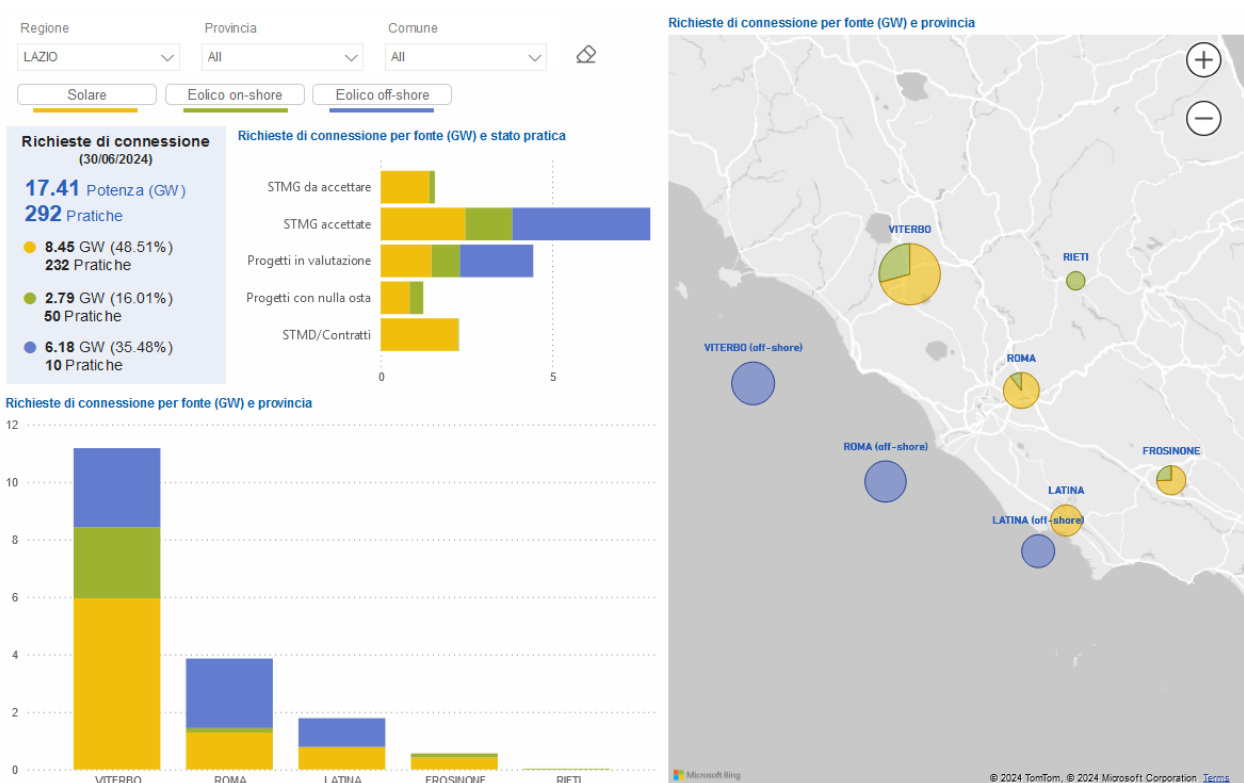 Regione
Provincia
Comune
LAZIO
All
All
Solare
Eolico on-shore
Eolico off-shore
Richieste di connessione
(30/06/2024)
17.41 Potenza (GW)
292 Pratiche
8.45 GW (48.51%)
232 Pratiche
2.79 GW (16.01%)
50 Pratiche
6.18 GW (35.48%)
10 Pratiche
Richieste di connessione per fonte (GW) e stato pratica
STMG da accettare
STMG accettate
Progetti in valutazione
Progetti con nulla osta
STMD/Contratti
0
5
Richieste di connessione per fonte (GW) e provincia
12
10
8
6
4
2
0
VITERBO
ROMA
LATINA
FROSINONE
RIETI
Richieste di connessione per fonte (GW) e provincia
VITERBO
RIETI
VITERBO (off-shore)
ROMA
ROMA (off-shore)
FROSINONE
LATINA
LATINA (off-shore)
Microsoft Bing
© 2024 TomTom, © 2024 Microsoft Corporation Terms